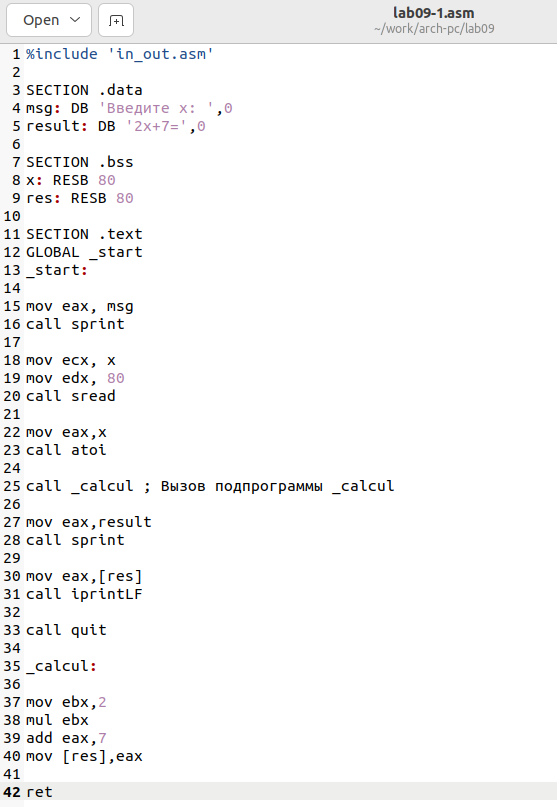 Open
lab09-1.asm
~/work/arch-pc/lab09
1 %include 'in_out.asm'
2
3 SECTION .data
4 msg: DB 'Введите x: ',0
5 result: DB '2x+7=',0
6
7 SECTION .bss
8 x: RESB 80
9 res: RESB 80
10
11 SECTION .text
12 GLOBAL _start
13 _start:
14
15 mov eax, msg
16 call sprint
17
18 mov ecx, x
19 mov edx, 80
20 call sread
21
22 mov eax,x
23 call atoi
24
25 call _calcul ; Вызов подпрограммы _calcul
26
27 mov eax,result
28 call sprint
29
30 mov eax,[res]
31 call iprintLF
32
33 call quit
34
35 _calcul:
36
37 mov ebx,2
38 mul ebx
39 add eax,7
40 mov [res],eax
41
42 ret